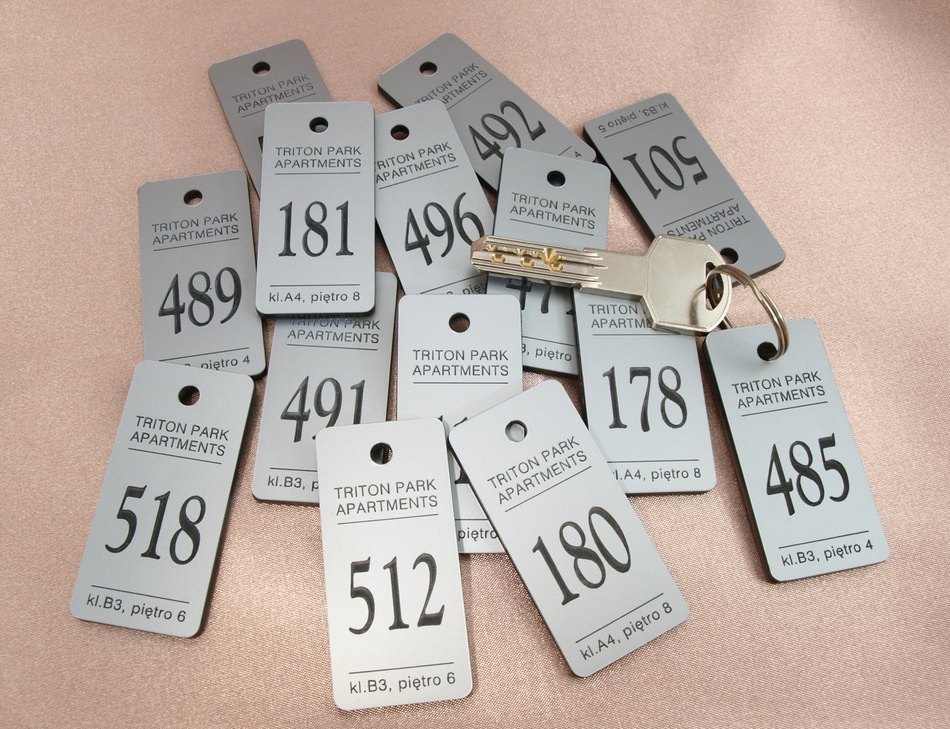 TRITON PARK
APARTMENTS
TRITON PARK
APARTMENTS
492
kl.B3, piętro 5
501
TRITON
APARTMENTS
TRITON PARK
APARTMENTS
181
kl.A4, piętro 8
TRITON PARK
APARTMENTS
496
TRITON PARK
APARTMENTS
piętro
TRITON PARK
APARTMENTS
489
piętro 4
TRITON PARK
APARTMENTS
491
kl.B3,
TRITON PARK
APARTMENTS
piętro
TRITON PARK
APARTMENTS
178
kl.A4, piętro 8
TRITON PARK
APARTMENTS
485
kl.B3, piętro 4
TRITON PARK
APARTMENTS
518
kl.B3, piętro 6
TRITON PARK
APARTMENTS
512
kl.B3, piętro 6
TRITON PARK
APARTMENTS
180
kl.A4, piętro 8